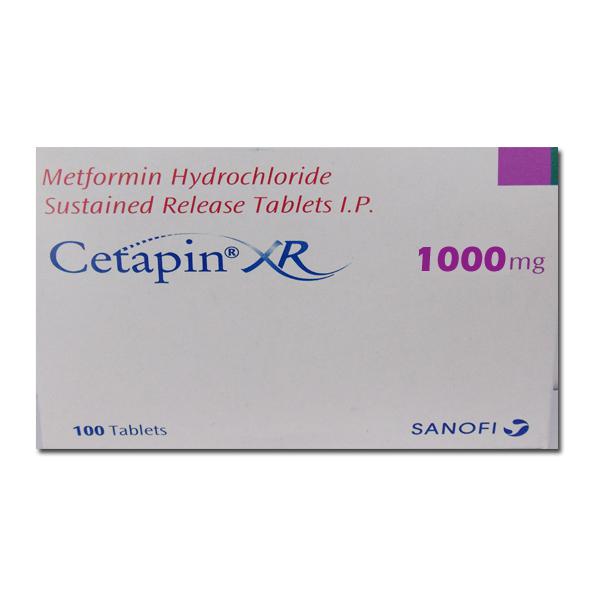 Metformin Hydrochloride
Sustained Release Tablets I.P.
Cetapin® XR 1000mg
100 Tablets SANOFI